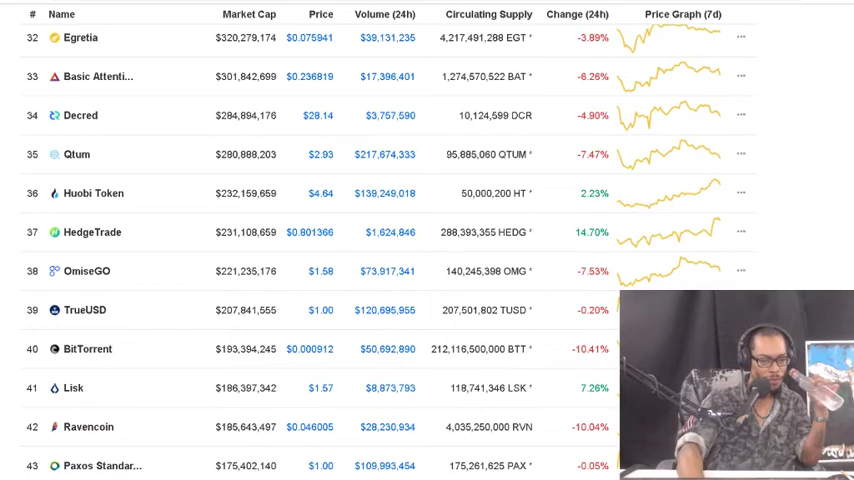 # Name Market Cap Price Volume (24h) Circulating Supply Change (24h) Price Graph (7d)
32 Egretia $320,279,174 $0.075941 $39,131,235 4,217,491,288 EGT * -3.89%
33 Basic Attenti... $301,842,699 $0.236819 $17,396,401 1,274,570,522 BAT * -6.26%
34 Decred $284,894,176 $28.14 $3,757,590 10,124,599 DCR -4.90%
35 Qtum $280,888,203 $2.93 $217,674,333 95,885,060 QTUM * -7.47%
36 Huobi Token $232,159,659 $4.64 $139,249,018 50,000,200 HT * 2.23%
37 HedgeTrade $231,108,659 $0.801366 $1,624,846 288,393,355 HEDG * 14.70%
38 OmiseGO $221,235,176 $1.58 $73,917,341 140,245,398 OMG * -7.53%
39 TrueUSD $207,841,555 $1.00 $120,695,955 207,501,802 TUSD * -0.20%
40 BitTorrent $193,394,245 $0.000912 $50,692,890 212,116,500,000 BTT * -10.41%
41 Lisk $186,397,342 $1.57 $8,873,793 118,741,346 LSK * 7.26%
42 Ravencoin $185,643,497 $0.046005 $28,230,934 4,035,250,000 RVN -10.04%
43 Paxos Standar... $175,402,140 $1.00 $109,993,454 175,261,625 PAX * -0.05%